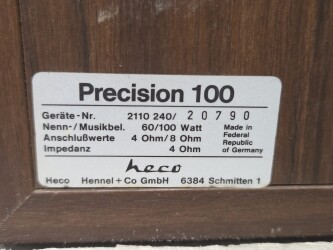 Precision 100
Geräte-Nr. 2110 240/ 20790
Nenn-/Musikbel. 60/100 Watt
Anschlußwerte 4 Ohm/8 Ohm
Impedanz 4 Ohm
Made in
Federal
Republic
of Germany
heco
Heco Hennel+Co GmbH 6384 Schmitten 1